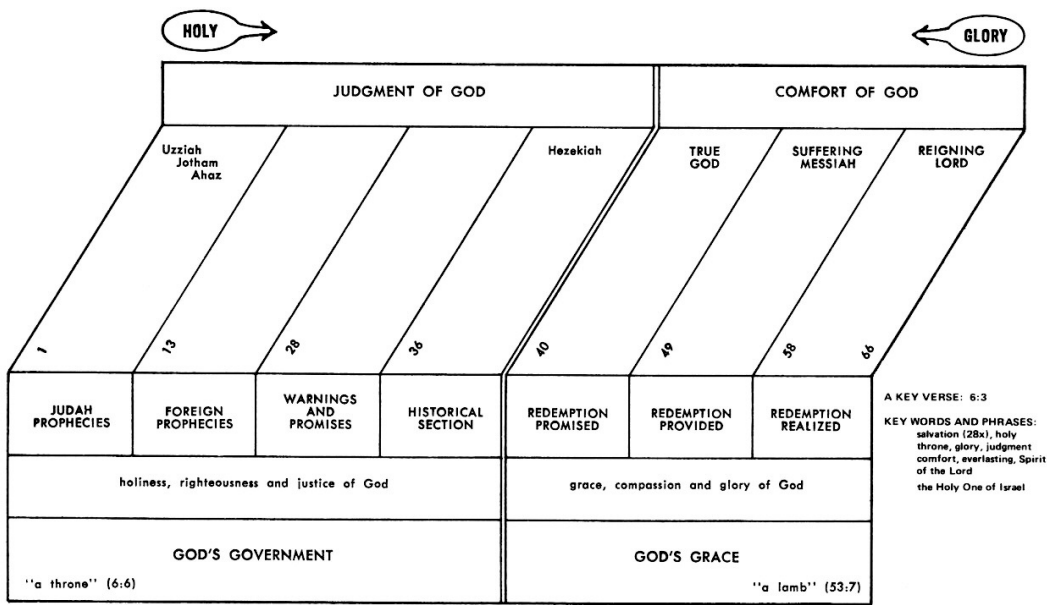 HOLY
GLORY
JUDGMENT OF GOD
COMFORT OF GOD
Uzziah
Jotham
Ahaz
Hezekiah
TRUE
GOD
SUFFERING
MESSIAH
REIGNING
LORD
1
13
28
36
40
49
58
66
JUDAH
PROPHECIES
FOREIGN
PROPHECIES
WARNINGS
AND
PROMISES
HISTORICAL
SECTION
REDEMPTION
PROMISED
REDEMPTION
PROVIDED
REDEMPTION
REALIZED
holiness, righteousness and justice of God
grace, compassion and glory of God
GOD'S GOVERNMENT
GOD'S GRACE
"a throne" (6:6)
"a lamb" (53:7)
A KEY VERSE: 6:3
KEY WORDS AND PHRASES:
salvation (28x), holy
throne, glory, judgment
comfort, everlasting, Spirit
of the Lord
the Holy One of Israel